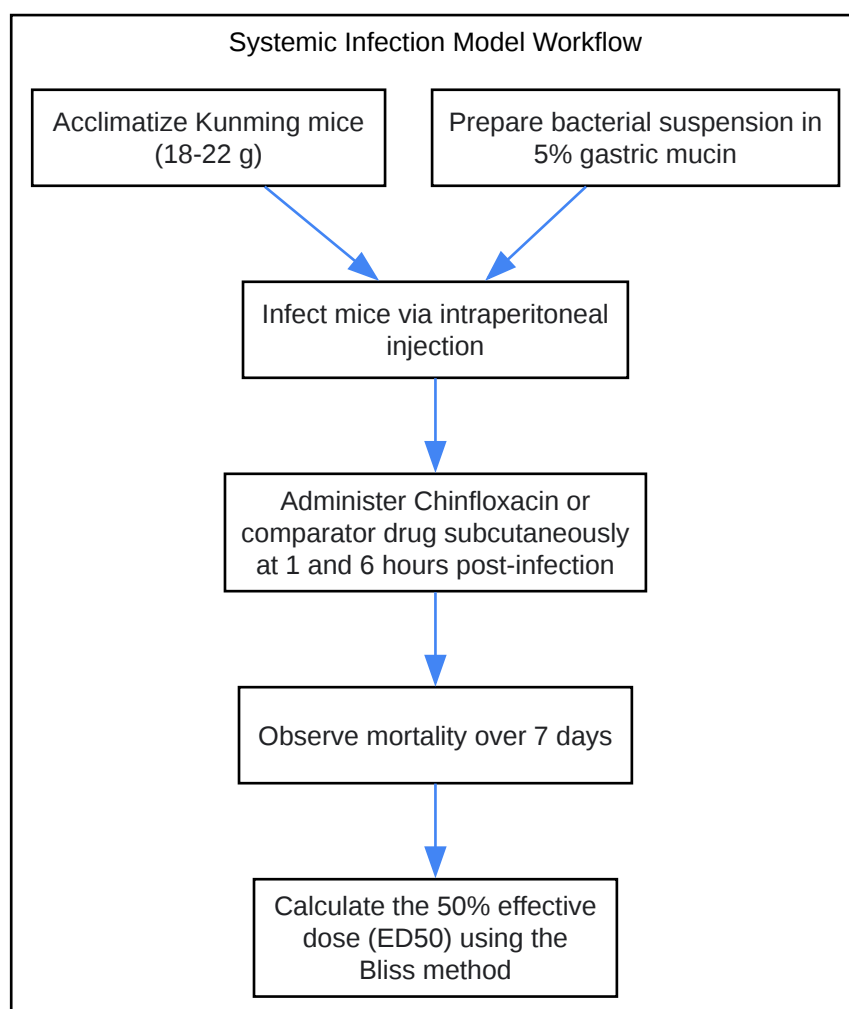 Systemic Infection Model Workflow
Acclimatize Kunming mice
(18-22 g)
Prepare bacterial suspension in
5% gastric mucin
Infect mice via intraperitoneal
injection
Administer Chinfloxacin or
comparator drug subcutaneously
at 1 and 6 hours post-infection
Observe mortality over 7 days
Calculate the 50% effective
dose (ED50) using the
Bliss method